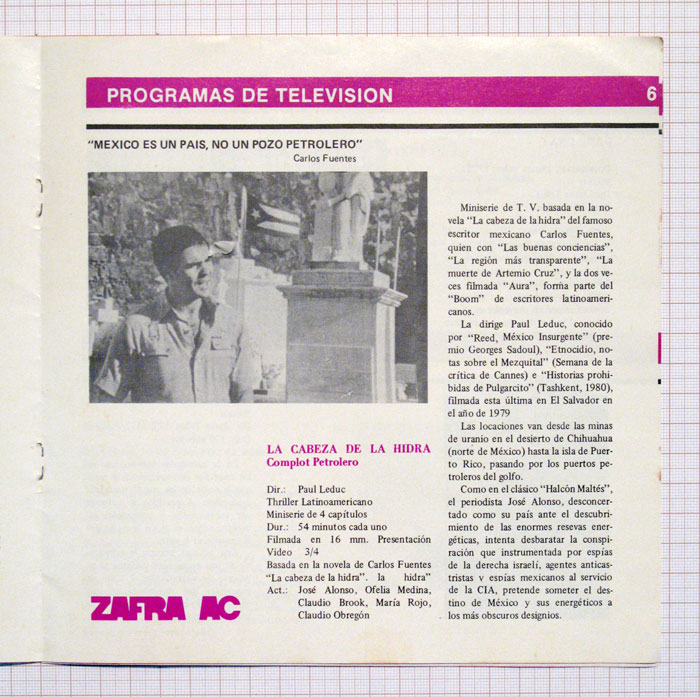 PROGRAMAS DE TELEVISION
6
"MEXICO ES UN PAIS, NO UN POZO PETROLERO"
Carlos Fuentes
LA CABEZA DE LA HIDRA
Complot Petrolero
Dir.: Paul Leduc
Thriller Latinoamericano
Miniserie de 4 capítulos
Dur.: 54 minutos cada uno
Filmada en 16 mm. Presentación
Video 3/4
Basada en la novela de Carlos Fuentes
"La cabeza de la hidra". la hidra"
Act.: José Alonso, Ofelia Medina,
Claudio Brook, María Rojo,
Claudio Obregón
ZAFRA AC
Miniserie de T. V. basada en la no-
vela "La cabeza de la hidra" del famoso
escritor mexicano Carlos Fuentes,
quien con "Las buenas conciencias",
"La región más transparente", "La
muerte de Artemio Cruz", y la dos ve-
ces filmada "Aura", forma parte del
"Boom" de escritores latinoameri-
canos.
La dirige Paul Leduc, conocido
por "Reed, México Insurgente" (pre-
mio Georges Sadoul), "Etnocidio, no-
tas sobre el Mezquital" (Semana de la
crítica de Cannes) e "Historias prohi-
bidas de Pulgarcito" (Tashkent, 1980),
filmada esta última en El Salvador en
el año de 1979
Las locaciones van desde las minas
de uranio en el desierto de Chihuahua
(norte de México) hasta la isla de Puer-
to Rico, pasando por los puertos pe-
troleros del golfo.
Como en el clásico "Halcón Maltés",
el periodista José Alonso, desconcer-
tado como su país ante el descubri-
miento de las enormes resevas ener-
géticas, intenta desbaratar la conspi-
ración que instrumentada por espías
de la derecha israelí, agentes anticas-
tristas y espías mexicanos al servicio
de la CIA, pretende someter el des-
tino de México y sus energéticos a
los más obscuros designios.